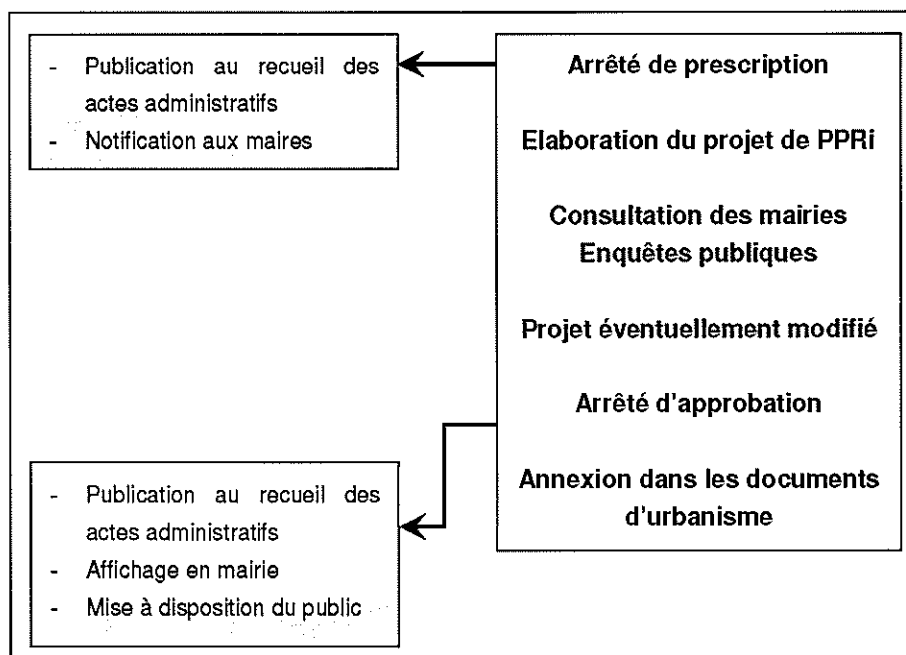 - Publication au recueil des
actes administratifs
- Notification aux maires
Arrêté de prescription
Elaboration du projet de PPRi
Consultation des mairies
Enquêtes publiques
Projet éventuellement modifié
Arrêté d'approbation
Annexion dans les documents
d'urbanisme
- Publication au recueil des
actes administratifs
- Affichage en mairie
- Mise à disposition du public